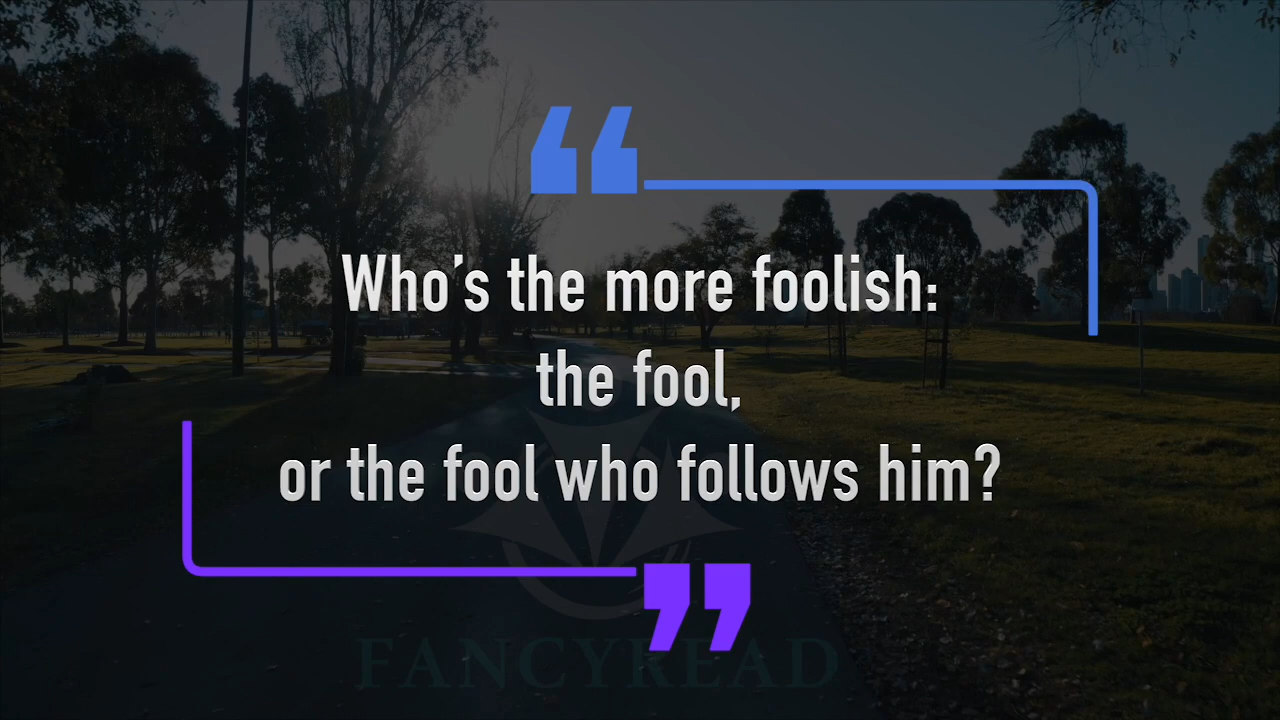 Who’s the more foolish:
the fool,
or the fool who follows him?
FANCYREAD